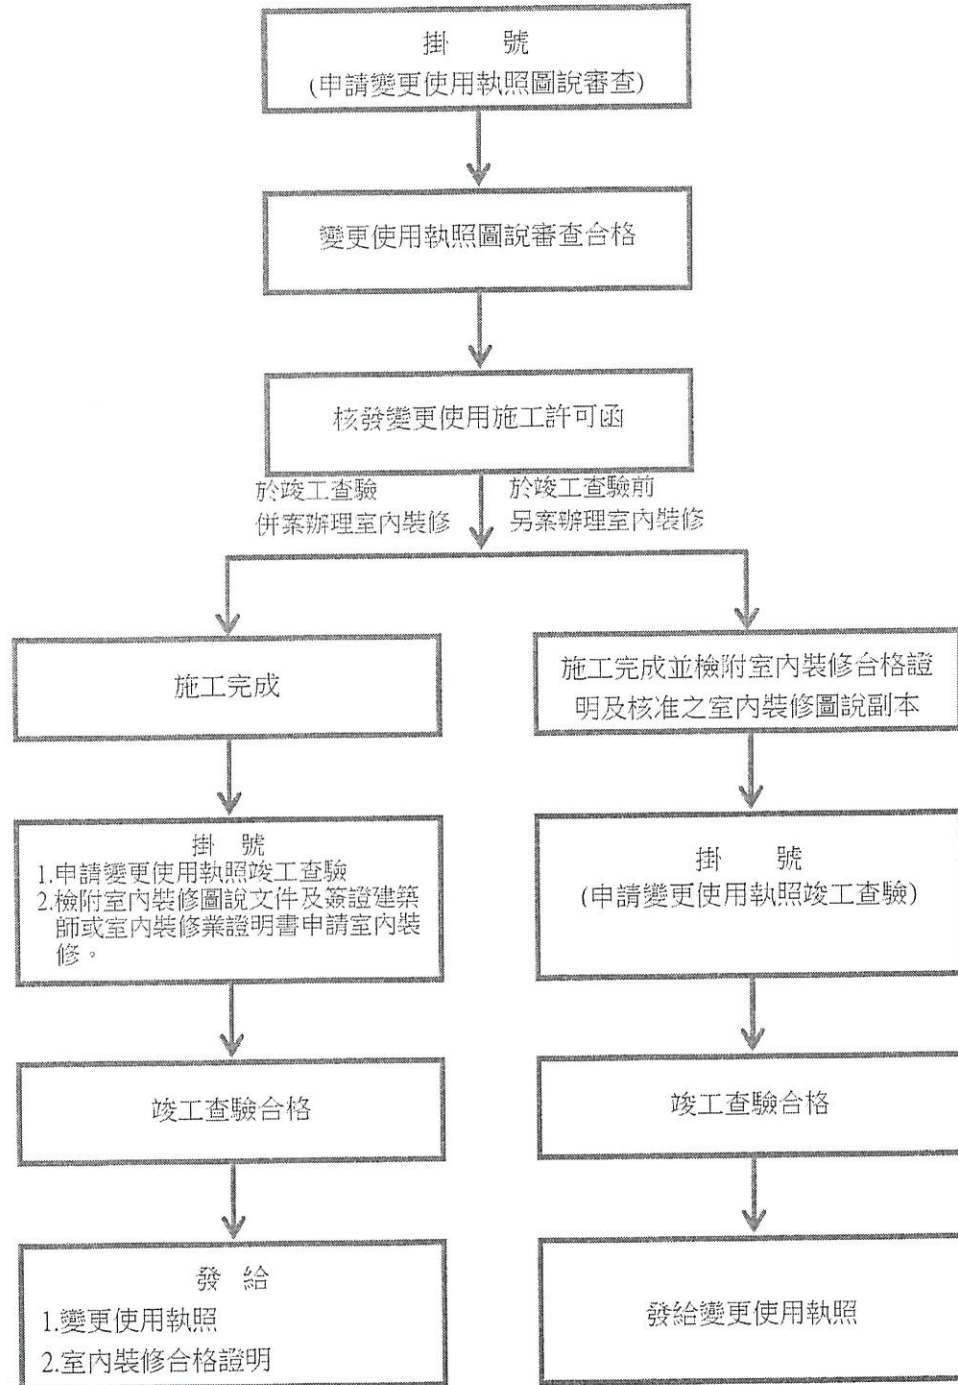 掛 號
(申請變更使用執照圖說審查)
變更使用執照圖說審查合格
核發變更使用施工許可函
於竣工查驗
併案辦理室內裝修
於竣工查驗前
另案辦理室內裝修
施工完成
施工完成並檢附室內裝修合格證
明及核准之室內裝修圖說副本
掛 號
1.申請變更使用執照竣工查驗
2.檢附室內裝修圖說文件及簽證建築
師或室內裝修業證明書申請室內裝
修。
掛 號
(申請變更使用執照竣工查驗)
竣工查驗合格
竣工查驗合格
發 給
1.變更使用執照
2.室內裝修合格證明
發給變更使用執照